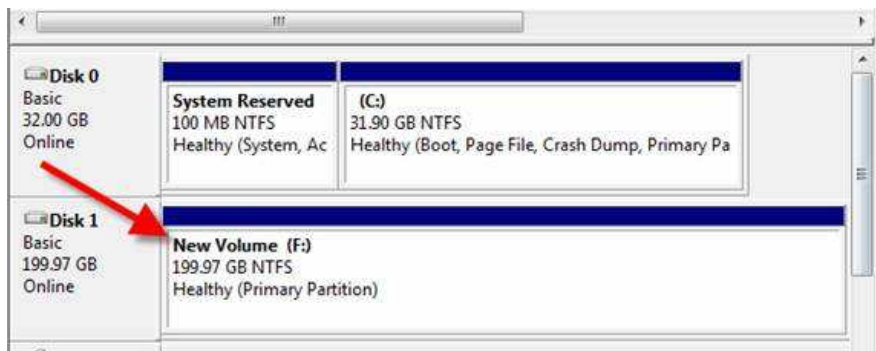 Disk 0
Basic
32.00 GB
Online
System Reserved
100 MB NTFS
Healthy (System, Ac
(C:)
31.90 GB NTFS
Healthy (Boot, Page File, Crash Dump, Primary Pa
Disk 1
Basic
199.97 GB
Online
New Volume (F:)
199.97 GB NTFS
Healthy (Primary Partition)